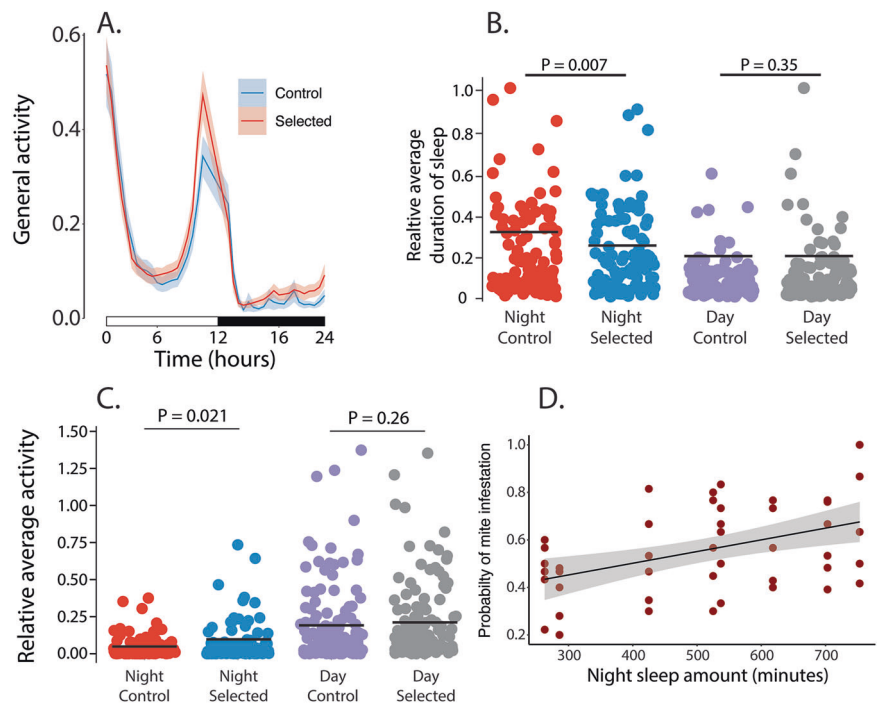 A.
0.6
0.4
0.2
0.0
General activity
Control
Selected
0
6
12
16
24
Time (hours)
B.
P = 0.007
P = 0.35
1.0
0.8
0.6
0.4
0.2
0
Realtive average
duration of sleep
Night
Control
Night
Selected
Day
Control
Day
Selected
C.
P = 0.021
P = 0.26
1.50
1.25
1.00
0.75
0.50
0.25
0.00
Relative average activity
Night
Control
Night
Selected
Day
Control
Day
Selected
D.
1.0
0.8
0.6
0.4
0.2
Probabilty of mite infestation
300
400
500
600
700
Night sleep amount (minutes)